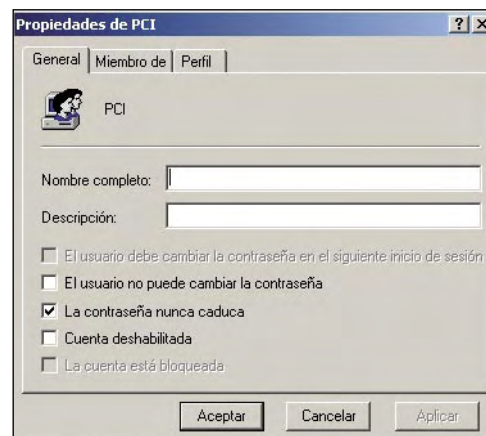 Propiedades de PCI
General Miembro de Perfil
PCI
Nombre completo:
Descripción:
El usuario debe cambiar la contraseña en el siguiente inicio de sesión
El usuario no puede cambiar la contraseña
La contraseña nunca caduca
Cuenta deshabilitada
La cuenta está bloqueada
Aceptar Cancelar Aplicar